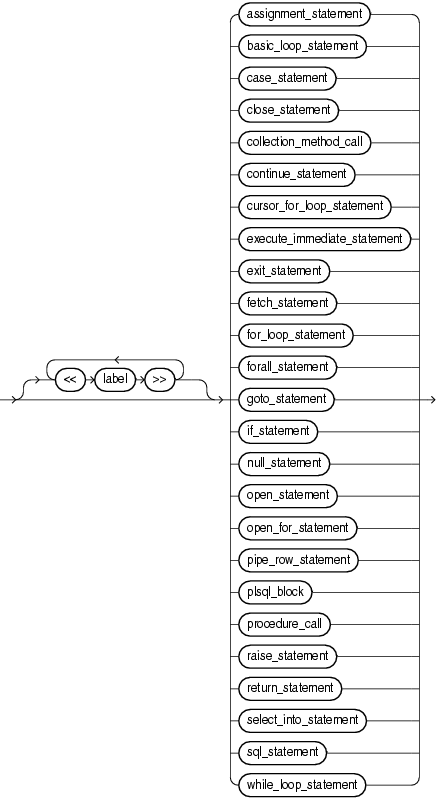 assignment_statement
basic_loop_statement
case_statement
close_statement
collection_method_call
continue_statement
cursor_for_loop_statement
execute_immediate_statement
exit_statement
fetch_statement
for_loop_statement
<< label >>
forall_statement
goto_statement
if_statement
null_statement
open_statement
open_for_statement
pipe_row_statement
plsql_block
procedure_call
raise_statement
return_statement
select_into_statement
sql_statement
while_loop_statement